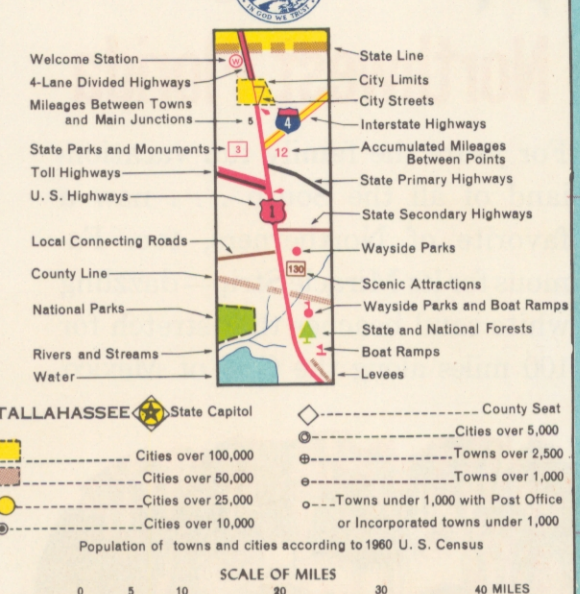 IN GOD WE TRUST
Welcome Station
4-Lane Divided Highways
Mileages Between Towns
and Main Junctions
State Parks and Monuments
Toll Highways
U. S. Highways
Local Connecting Roads
County Line
National Parks
Rivers and Streams
Water
W
5
4
3
12
1
130
State Line
City Limits
City Streets
Interstate Highways
Accumulated Mileages
Between Points
State Primary Highways
State Secondary Highways
Wayside Parks
Scenic Attractions
Wayside Parks and Boat Ramps
State and National Forests
Boat Ramps
Levees
TALLAHASSEE State Capitol
Cities over 100,000
Cities over 50,000
Cities over 25,000
Cities over 10,000
County Seat
Cities over 5,000
Towns over 2,500
Towns over 1,000
Towns under 1,000 with Post Office
or Incorporated towns under 1,000
Population of towns and cities according to 1960 U. S. Census
SCALE OF MILES
0 5 10 20 30 40 MILES